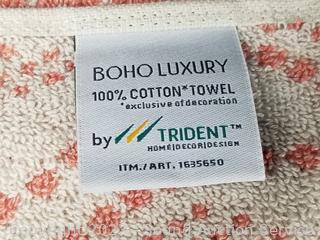 BOHO LUXURY
100% COTTON*TOWEL
*exclusive of decoration
by TRIDENT™
HOME|DECOR|DESIGN
ITM./ART. 1635650